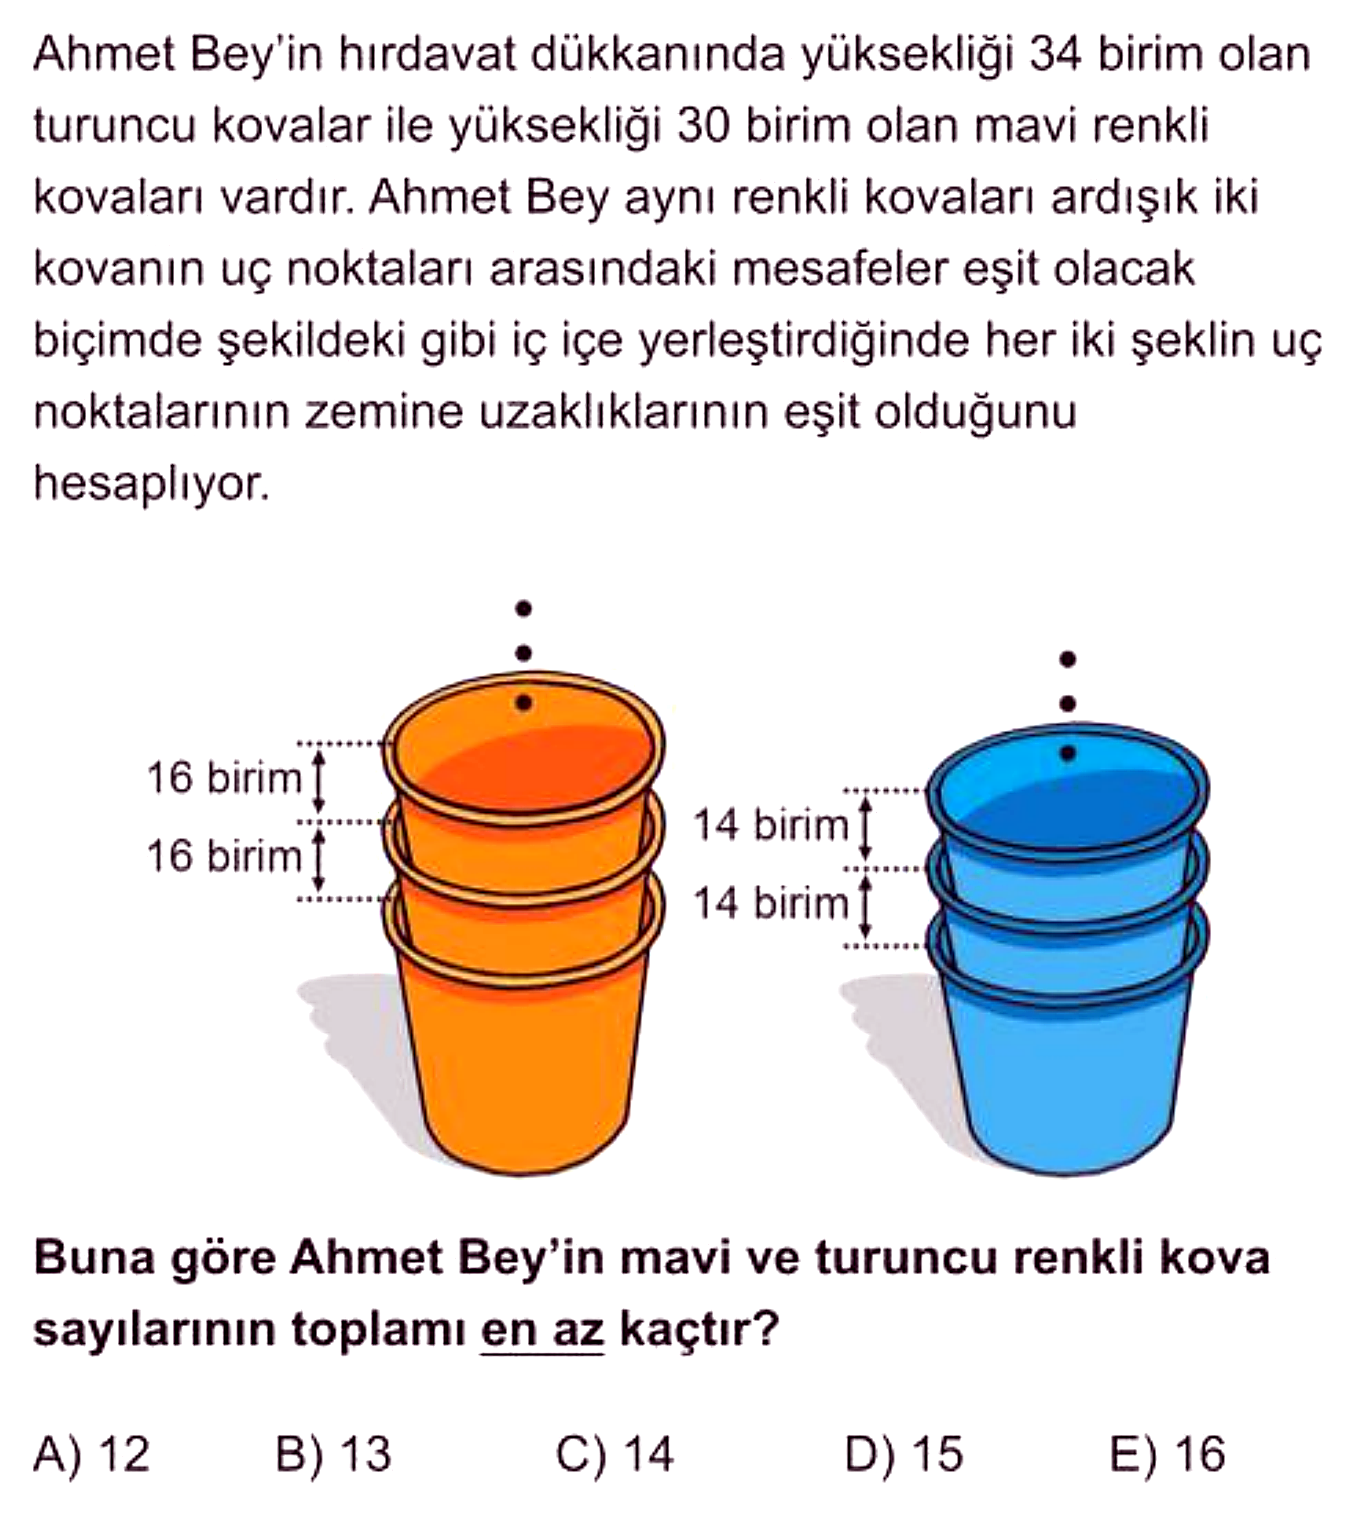 Ahmet Bey'in hırdavat dükkanında yüksekliği 34 birim olan
turuncu kovalar ile yüksekliği 30 birim olan mavi renkli
kovaları vardır. Ahmet Bey aynı renkli kovaları ardışık iki
kovanın uç noktaları arasındaki mesafeler eşit olacak
biçimde şekildeki gibi iç içe yerleştirdiğinde her iki şeklin uç
noktalarının zemine uzaklıklarının eşit olduğunu
hesaplıyor.
16 birim
16 birim
14 birim
14 birim
Buna göre Ahmet Bey'in mavi ve turuncu renkli kova
sayılarının toplamı en az kaçtır?
A) 12 B) 13 C) 14 D) 15 E) 16